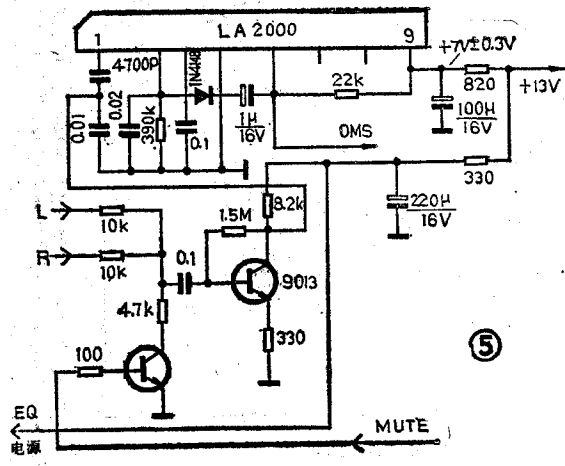 LA2000
1
9
+7V±0.3V
4700P
1N4148
22k
820
+13V
0.01
0.02
390k
0.1
1μ
16V
100μ
16V
OMS
330
8.2k
220μ
16V
L
10k
1.5M
R
10k
0.1
9013
4.7k
330
100
⑤
EQ
电源
MUTE